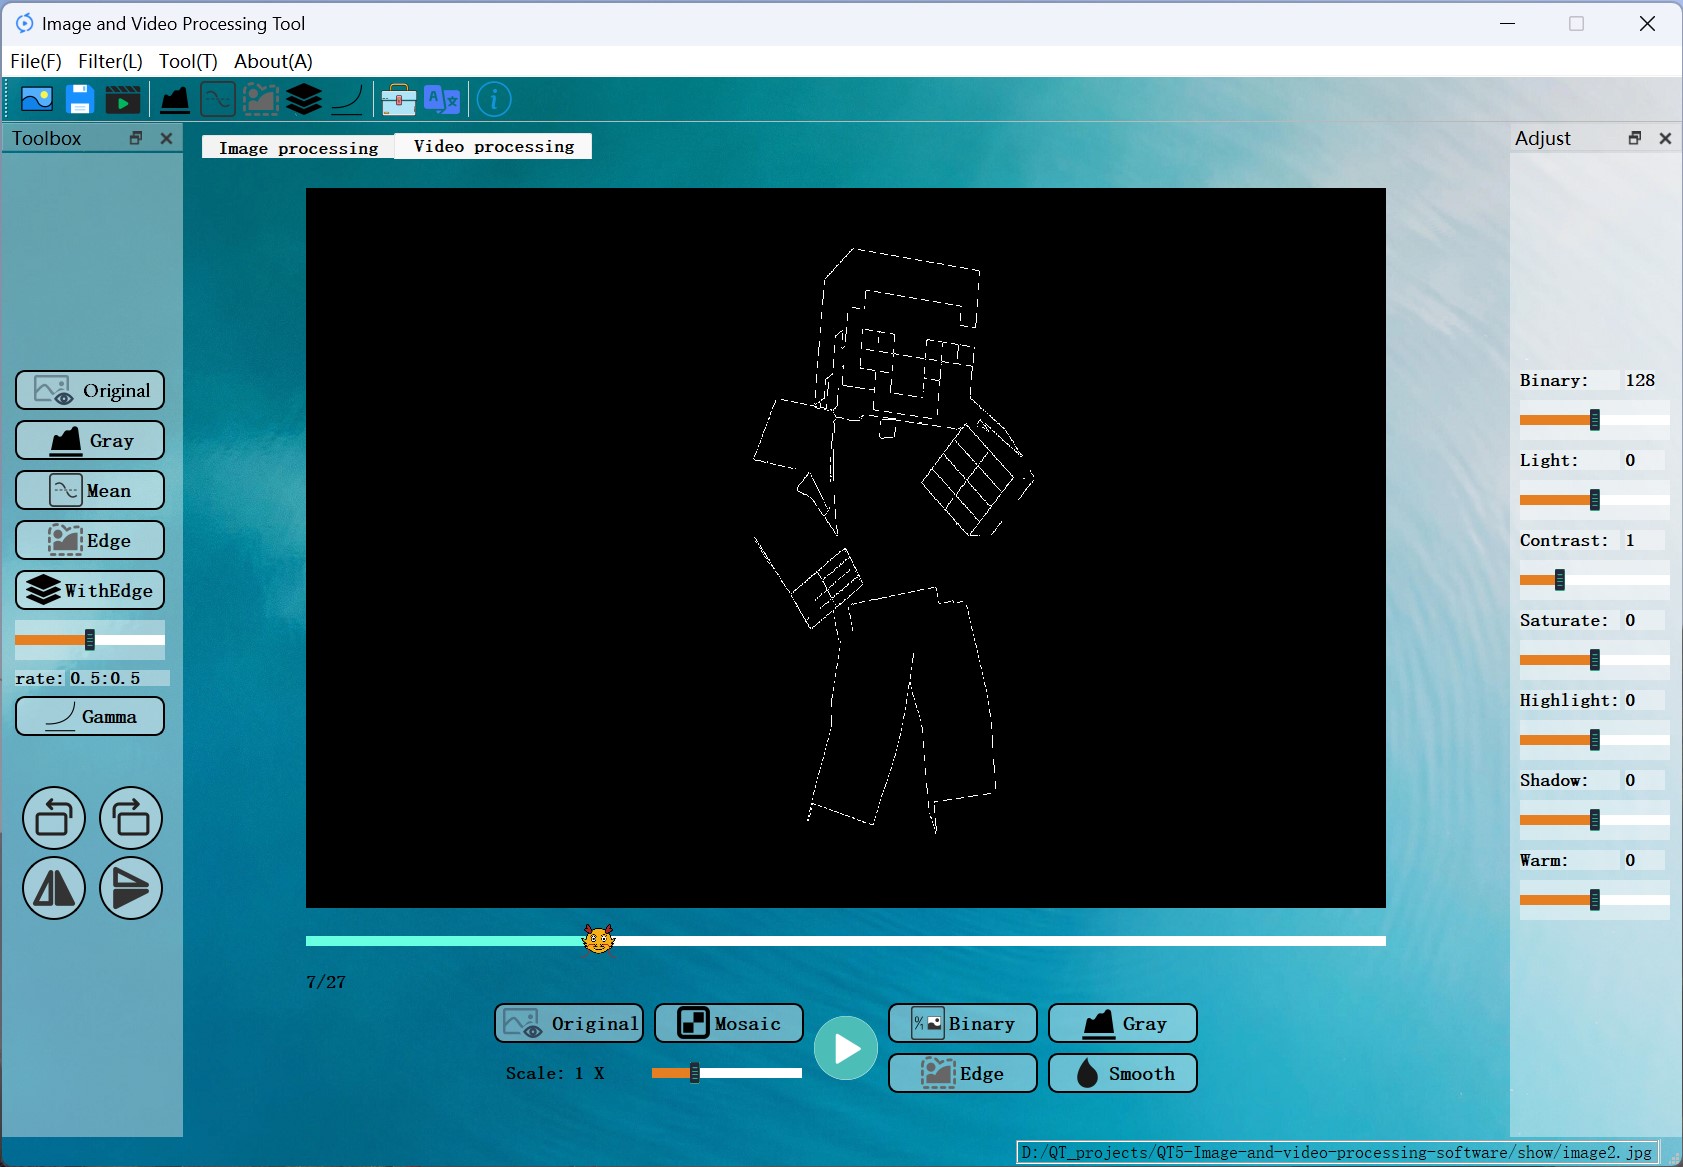 Image and Video Processing Tool
File(F) Filter(L) Tool(T) About(A)
Toolbox
Image processing Video processing
Adjust
Original
Gray
Mean
Edge
WithEdge
rate: 0.5:0.5
Gamma
Binary: 128
Light: 0
Contrast: 1
Saturate: 0
Highlight: 0
Shadow: 0
Warm: 0
7/27
Original Mosaic Binary Gray
Scale: 1 X Edge Smooth
D:/QT_projects/QT5-Image-and-video-processing-software/show/image2.jpg